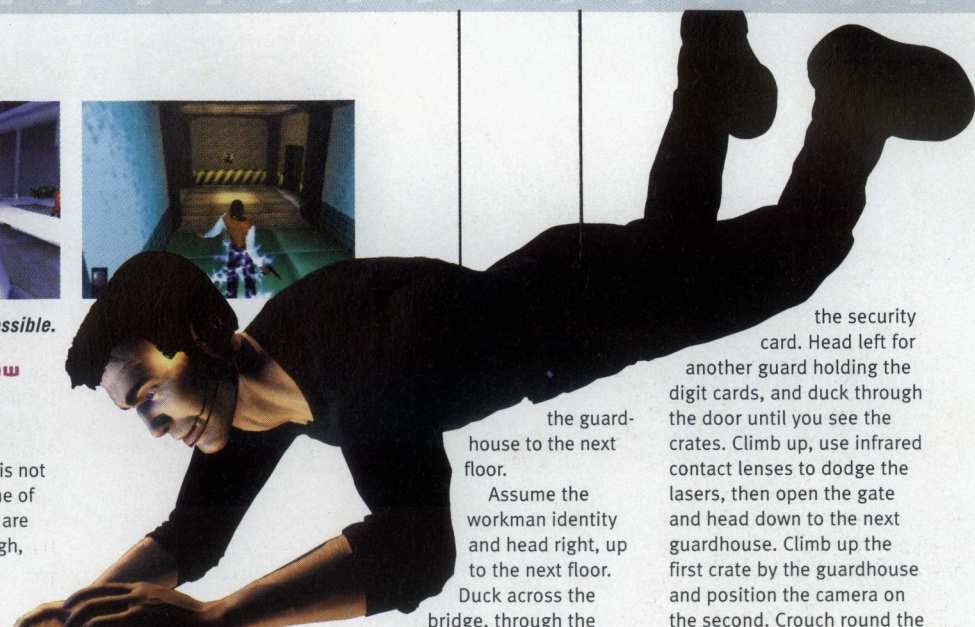 is not
of
are
the guard-
house to the next
floor.
Assume the
workman identity
and head right, up
to the next floor.
Duck across the
bridge, through the
the security
card. Head left for
another guard holding the
digit cards, and duck through
the door until you see the
crates. Climb up, use infrared
contact lenses to dodge the
lasers, then open the gate
and head down to the next
guardhouse. Climb up the
first crate by the guardhouse
and position the camera on
the second. Crouch round the